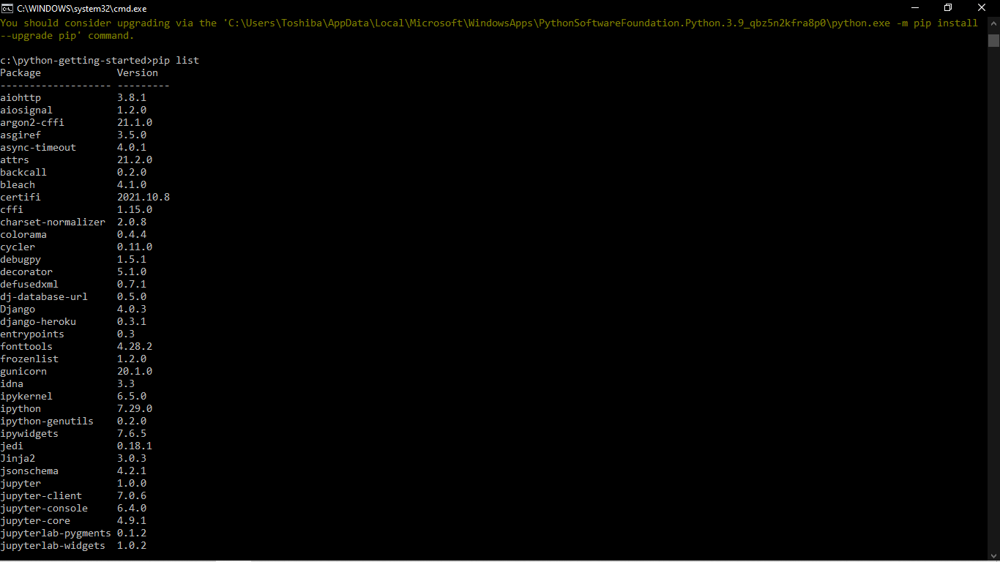 C:\WINDOWS\system32\cmd.exe
You should consider upgrading via the 'C:\Users\Toshiba\AppData\Local\Microsoft\WindowsApps\PythonSoftwareFoundation.Python.3.9_qbz5n2kfra8p0\python.exe -m pip install
--upgrade pip' command.
c:\python-getting-started>pip list
Package             Version
------------------- ---------
aiohttp             3.8.1
aiosignal           1.2.0
argon2-cffi         21.1.0
asgiref             3.5.0
async-timeout       4.0.1
attrs               21.2.0
backcall            0.2.0
bleach              4.1.0
certifi             2021.10.8
cffi                1.15.0
charset-normalizer  2.0.8
colorama            0.4.4
cycler              0.11.0
debugpy             1.5.1
decorator           5.1.0
defusedxml          0.7.1
dj-database-url     0.5.0
Django              4.0.3
django-heroku       0.3.1
entrypoints         0.3
fonttools           4.28.2
frozenlist          1.2.0
gunicorn            20.1.0
idna                3.3
ipykernel           6.5.0
ipython             7.29.0
ipython-genutils    0.2.0
ipywidgets          7.6.5
jedi                0.18.1
Jinja2              3.0.3
jsonschema          4.2.1
jupyter             1.0.0
jupyter-client      7.0.6
jupyter-console     6.4.0
jupyter-core        4.9.1
jupyterlab-pygments 0.1.2
jupyterlab-widgets  1.0.2